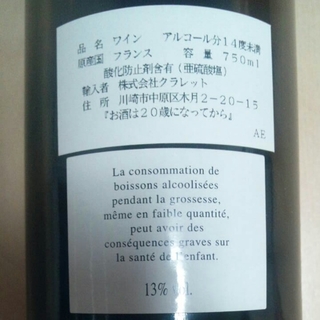 品 名 ワイン アルコール分14度未満
原産国 フランス 容 量 750ml
酸化防止剤含有(亜硫酸塩)
輸入者 株式会社クラレット
住 所 川崎市中原区木月2-20-15
『お酒は20歳になってから』
AE
La consommation de
boissons alcoolisées
pendant la grossesse,
même en faible quantité,
peut avoir des
conséquences graves sur
la santé de l'enfant.
13% vol.